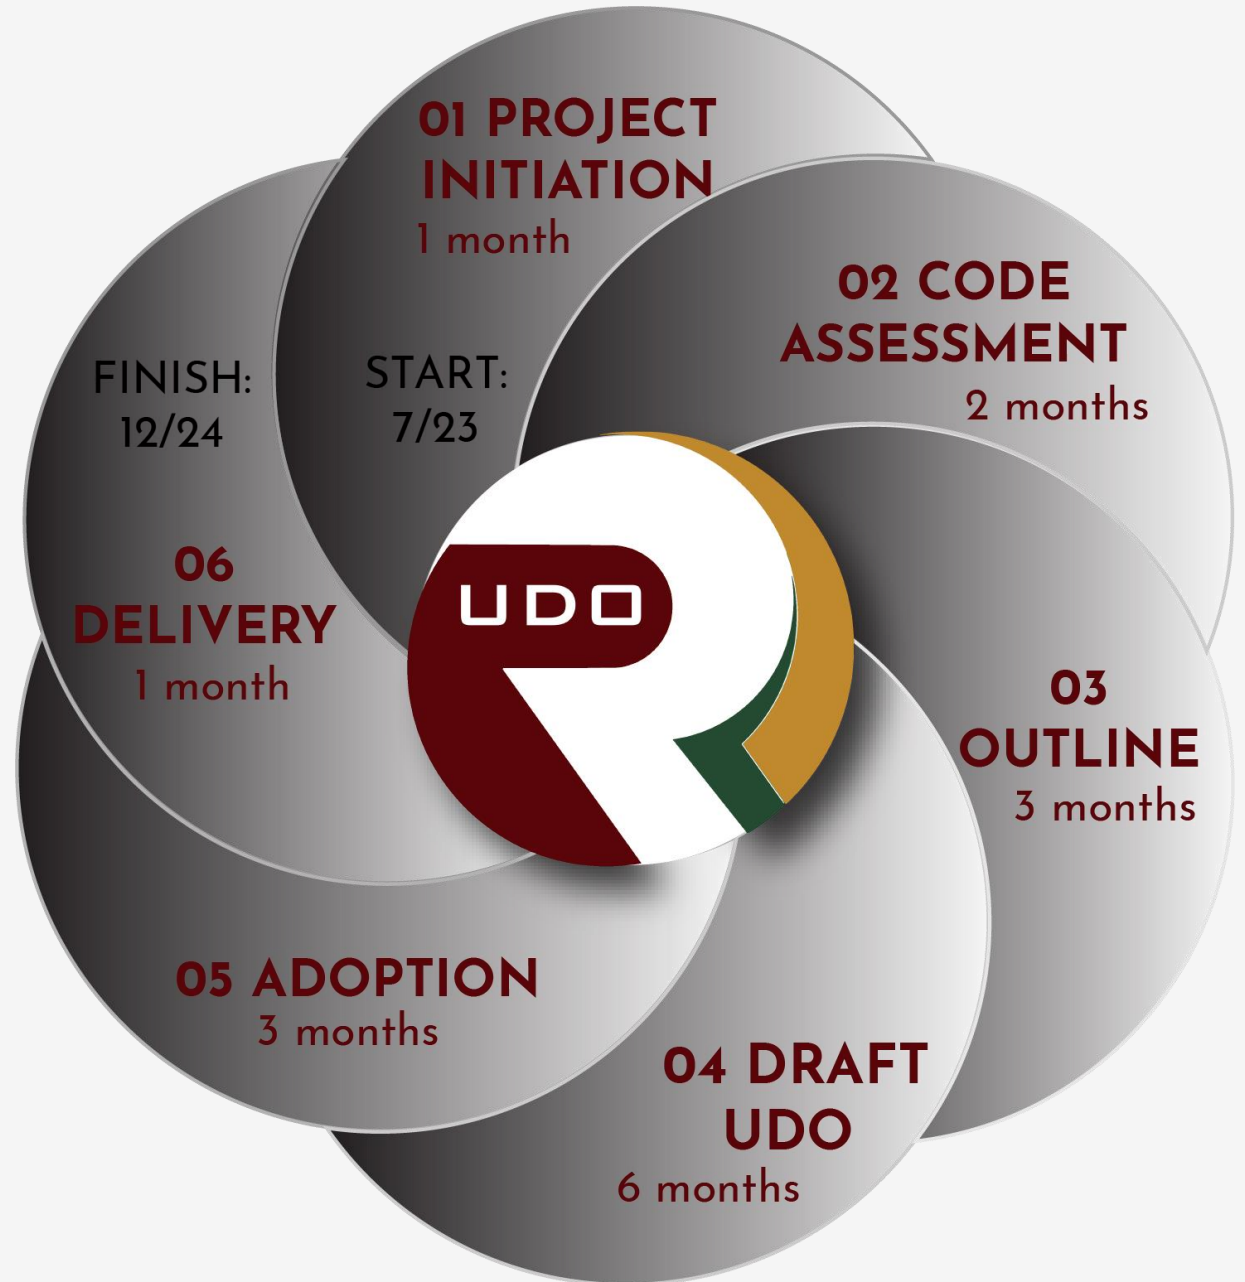 01 PROJECT
INITIATION
1 month
START:
7/23
02 CODE
ASSESSMENT
2 months
03
OUTLINE
3 months
04 DRAFT
UDO
6 months
05 ADOPTION
3 months
06
DELIVERY
1 month
FINISH:
12/24
UDO
R